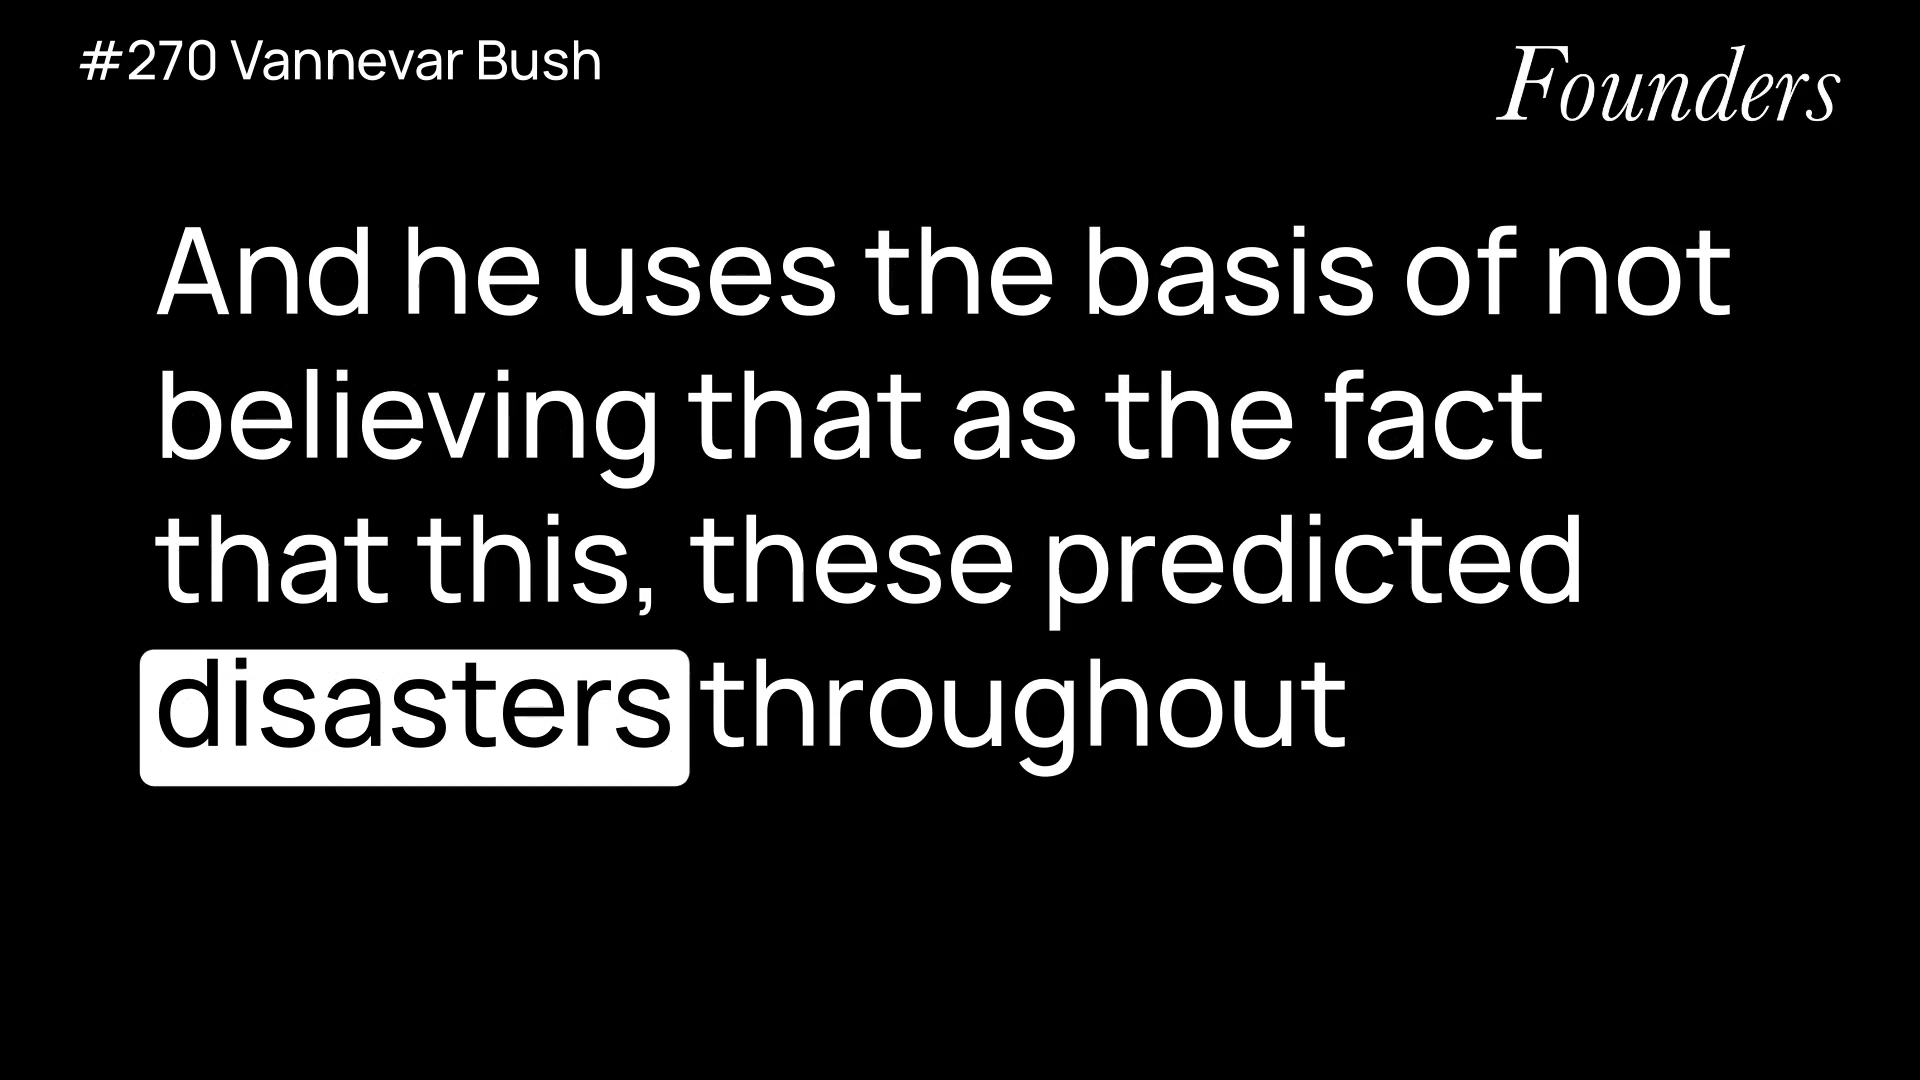 #270 Vannevar Bush
Founders
And he uses the basis of not
believing that as the fact
that this, these predicted
disasters throughout